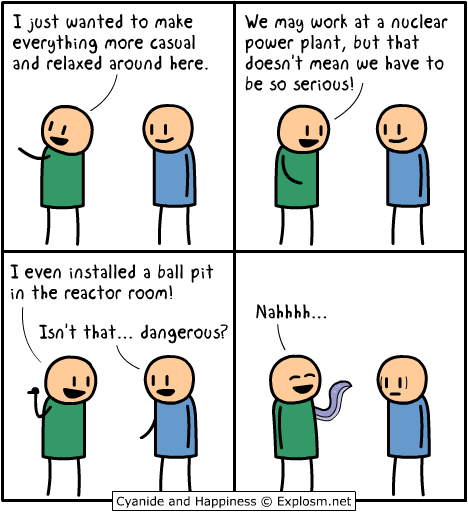 I just wanted to make
everything more casual
and relaxed around here.
We may work at a nuclear
power plant, but that
doesn't mean we have to
be so serious!
I even installed a ball pit
in the reactor room!
Isn't that... dangerous?
Nahhhh...
Cyanide and Happiness © Explosm.net